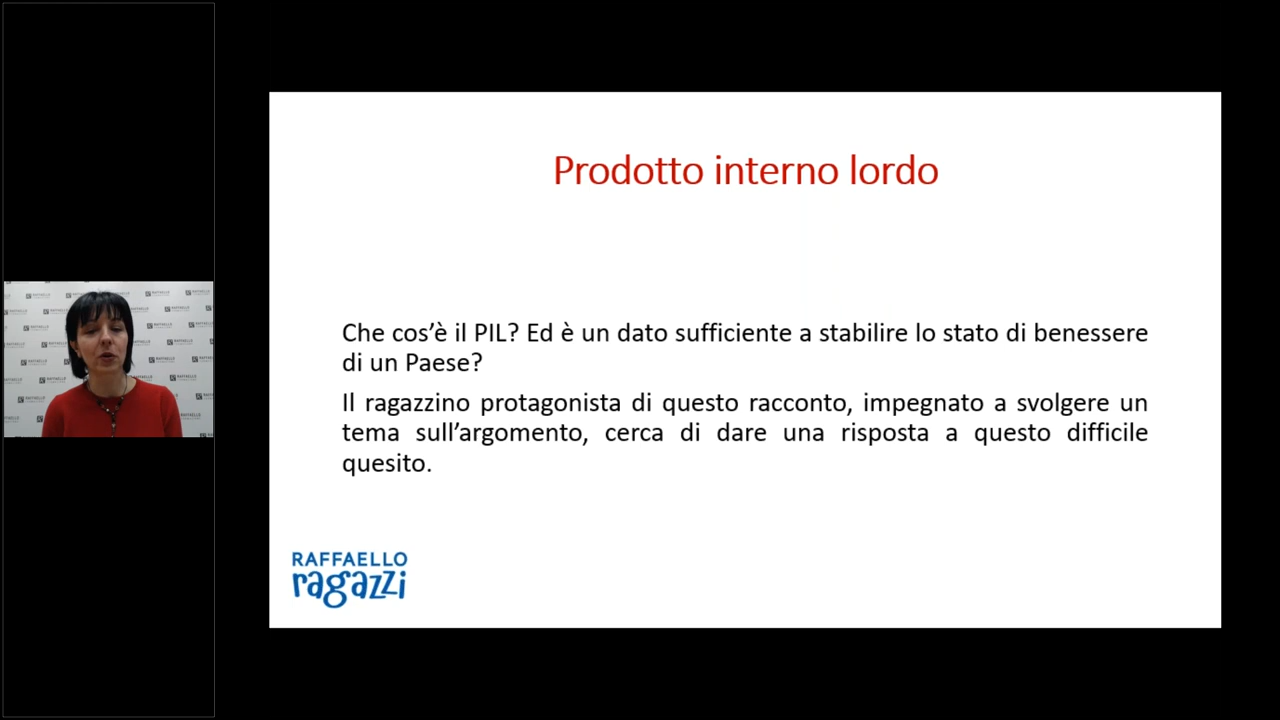 Prodotto interno lordo
Che cos’è il PIL? Ed è un dato sufficiente a stabilire lo stato di benessere
di un Paese?
Il ragazzino protagonista di questo racconto, impegnato a svolgere un
tema sull’argomento, cerca di dare una risposta a questo difficile
quesito.
RAFFAELLO
ragazzi